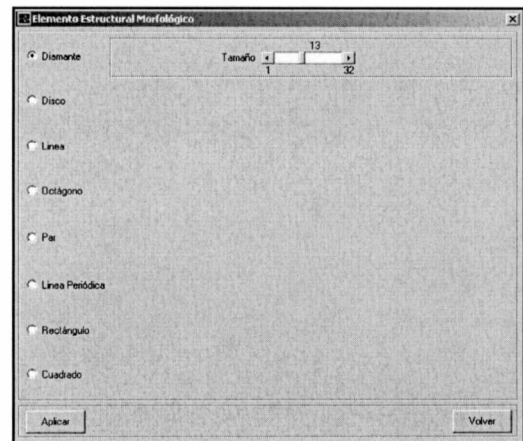 Elemento Estructural Morfológico
Diamante
Tamaño
13
1
32
Disco
Linea
Octágono
Par
Linea Periódica
Rectángulo
Cuadrado
Aplicar
Volver